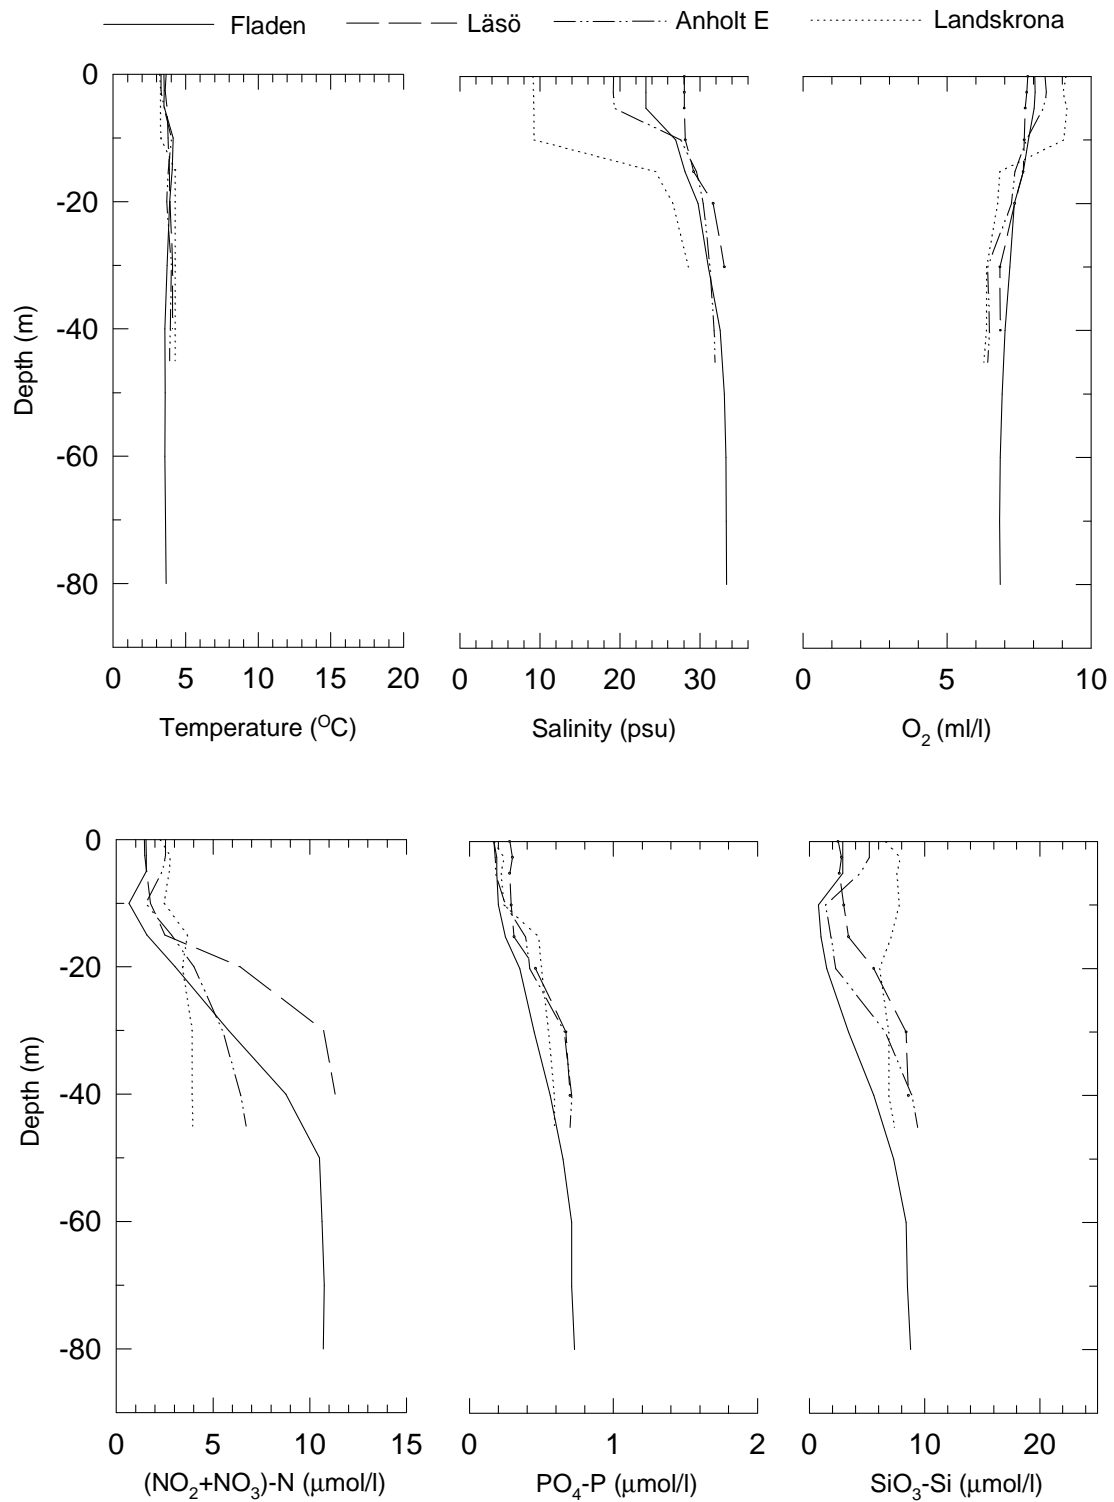 Fladen Läsö Anholt E Landskrona
0
-20
-40
-60
-80
Depth (m)
0 5 10 15 20
Temperature (OC)
0 10 20 30
Salinity (psu)
0 5 10
O2 (ml/l)
0
-20
-40
-60
-80
Depth (m)
0 5 10 15
(NO2+NO3)-N (μmol/l)
0 1 2
PO4-P (μmol/l)
0 10 20
SiO3-Si (μmol/l)